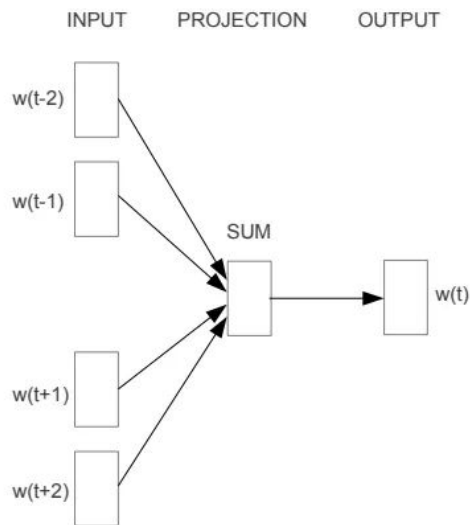 INPUT PROJECTION OUTPUT
w(t-2)
w(t-1)
SUM
w(t)
w(t+1)
w(t+2)